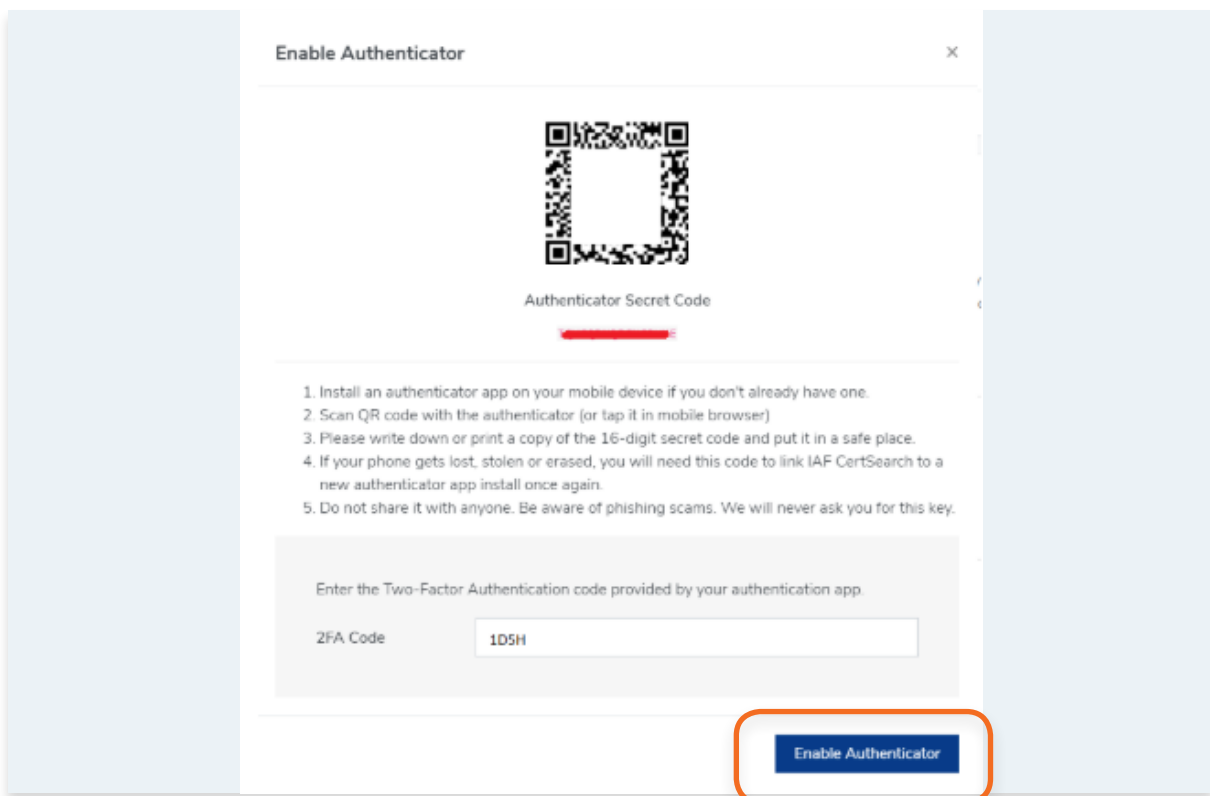 Enable Authenticator
×
Authenticator Secret Code
1. Install an authenticator app on your mobile device if you don't already have one.
2. Scan QR code with the authenticator (or tap it in mobile browser)
3. Please write down or print a copy of the 16-digit secret code and put it in a safe place.
4. If your phone gets lost, stolen or erased, you will need this code to link IAF CertSearch to a
new authenticator app install once again.
5. Do not share it with anyone. Be aware of phishing scams. We will never ask you for this key.
Enter the Two-Factor Authentication code provided by your authentication app.
2FA Code
1D5H
Enable Authenticator